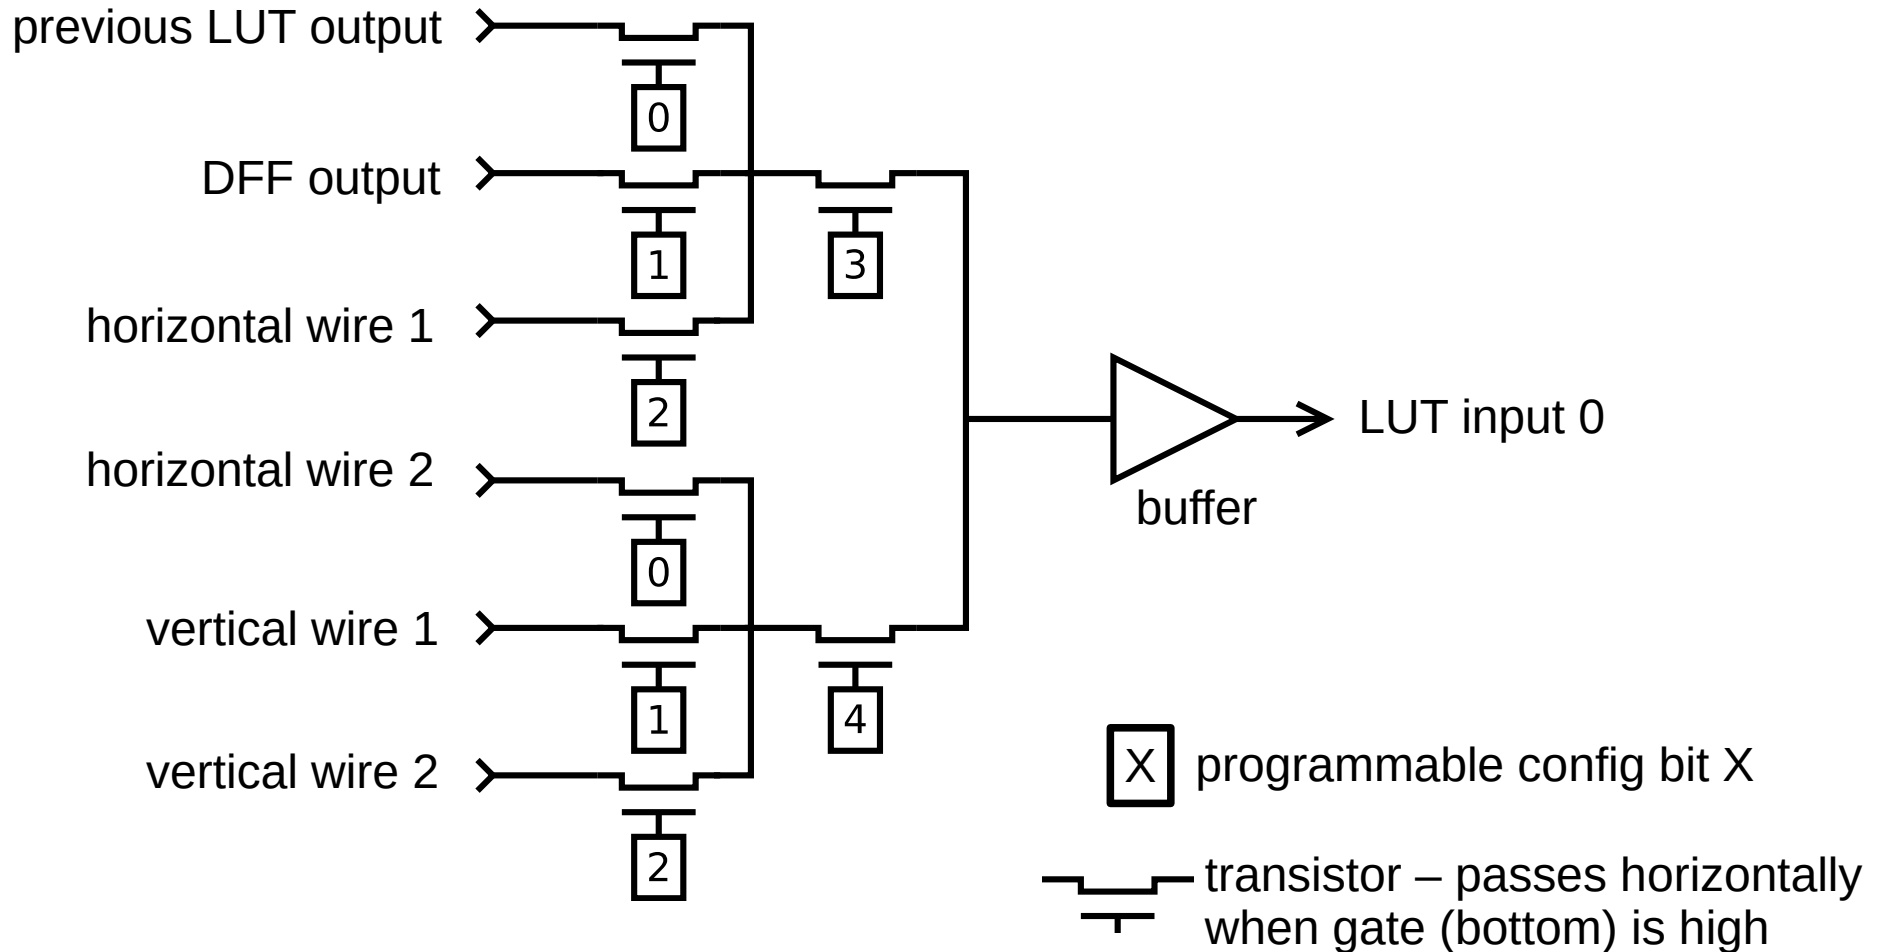 previous LUT output
0
DFF output
1
3
horizontal wire 1
2
horizontal wire 2
0
LUT input 0
buffer
vertical wire 1
1
4
vertical wire 2
2
X programmable config bit X
transistor – passes horizontally
when gate (bottom) is high